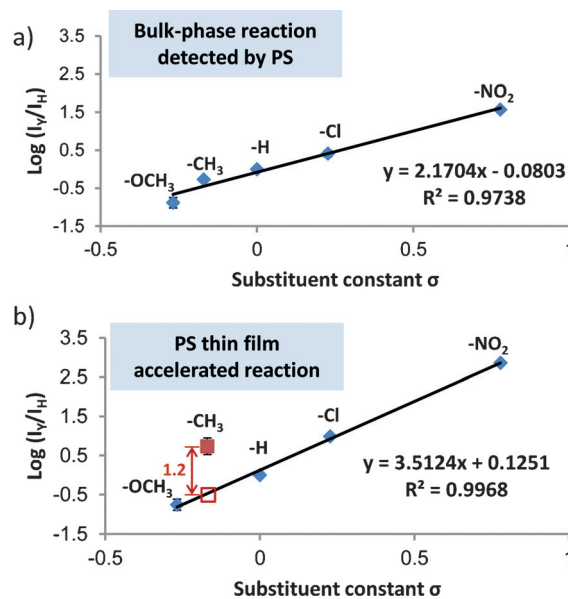 a)
Bulk-phase reaction
detected by PS
Log (I_Y/I_H)
3.5
2.5
1.5
0.5
-0.5
-1.5
-OCH₃
-CH₃
-H
-Cl
-NO₂
y = 2.1704x - 0.0803
R² = 0.9738
-0.5
0
0.5
1
Substituent constant σ
b)
PS thin film
accelerated reaction
Log (I_Y/I_H)
3.5
2.5
1.5
0.5
-0.5
-1.5
-OCH₃
-CH₃
1.2
-H
-Cl
-NO₂
y = 3.5124x + 0.1251
R² = 0.9968
-0.5
0
0.5
1
Substituent constant σ